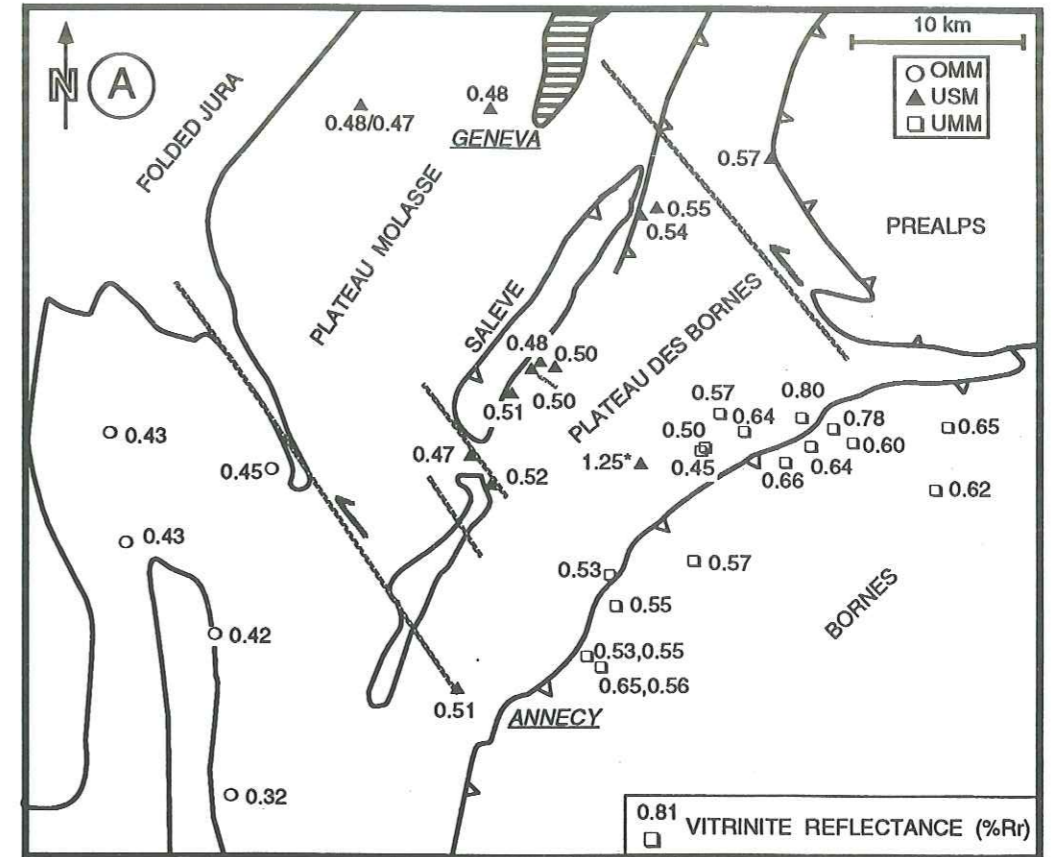 10 km
N
A
OMM
USM
UMM
FOLDED JURA
0.48/0.47
0.48
GENEVA
PLATEAU MOLASSE
0.57
0.55
0.54
PREALPS
SALEVE
PLATEAU DES BORNES
0.48
0.50
0.50
0.51
0.57
0.80
0.64
0.78
0.65
0.43
0.45
0.47
0.52
1.25*
0.50
0.45
0.66
0.64
0.60
0.62
0.43
0.53
0.57
0.55
BORNES
0.42
0.53,0.55
0.65,0.56
0.51
ANNECY
0.32
0.81
VITRINITE REFLECTANCE (%Rr)